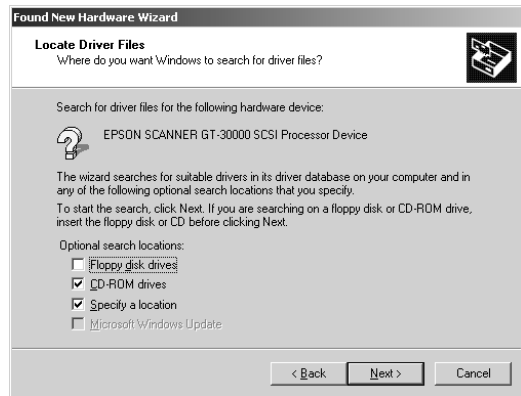 Found New Hardware Wizard
Locate Driver Files
Where do you want Windows to search for driver files?
Search for driver files for the following hardware device:
EPSON SCANNER GT-30000 SCSI Processor Device
The wizard searches for suitable drivers in its driver database on your computer and in
any of the following optional search locations that you specify.
To start the search, click Next. If you are searching on a floppy disk or CD-ROM drive,
insert the floppy disk or CD before clicking Next.
Optional search locations:
Floppy disk drives
CD-ROM drives
Specify a location
Microsoft Windows Update
< Back Next > Cancel